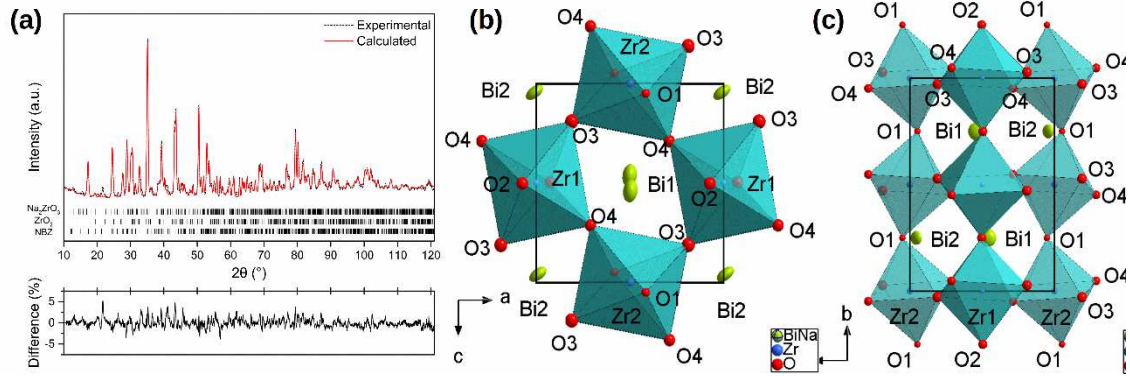 (a)
Experimental
Calculated
Intensity (a.u.)
Na2ZrO3
ZrO2
NBZ
10 20 30 40 50 60 70 80 90 100 110 120
2θ (°)
Difference (%)
5
0
-5
(b)
O4
Zr2
O3
Bi2
O1
Bi2
O3
O3
O4
O4
O2
Zr1
Bi1
O2
Zr1
O4
O3
O3
O4
Bi2
O1
Bi2
Zr2
O3
O4
a
c
BiNa
Zr
O
(c)
O1
O2
O1
O4
O3
O4
O4
O3
O4
O3
O1
Bi1
Bi2
O1
O3
O4
O1
Bi2
Bi1
O1
O4
Zr2
Zr1
Zr2
O3
O1
O2
O1
b